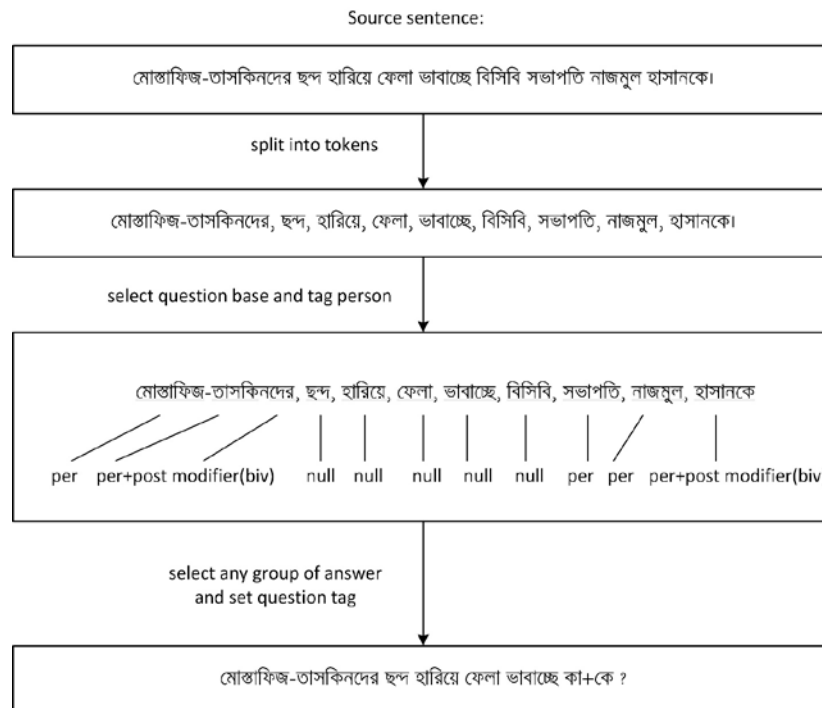 Source sentence:
মোস্তাফিজ-তাসকিনদের ছন্দ হারিয়ে ফেলা ভাবাচ্ছে বিসিবি সভাপতি নাজমুল হাসানকে।
split into tokens
মোস্তাফিজ-তাসকিনদের, ছন্দ, হারিয়ে, ফেলা, ভাবাচ্ছে, বিসিবি, সভাপতি, নাজমুল, হাসানকে।
select question base and tag person
মোস্তাফিজ-তাসকিনদের, ছন্দ, হারিয়ে, ফেলা, ভাবাচ্ছে, বিসিবি, সভাপতি, নাজমুল, হাসানকে
per per+post modifier(biv) null null null null null per per per+post modifier(biv
select any group of answer
and set question tag
মোস্তাফিজ-তাসকিনদের ছন্দ হারিয়ে ফেলা ভাবাচ্ছে কা+কে ?